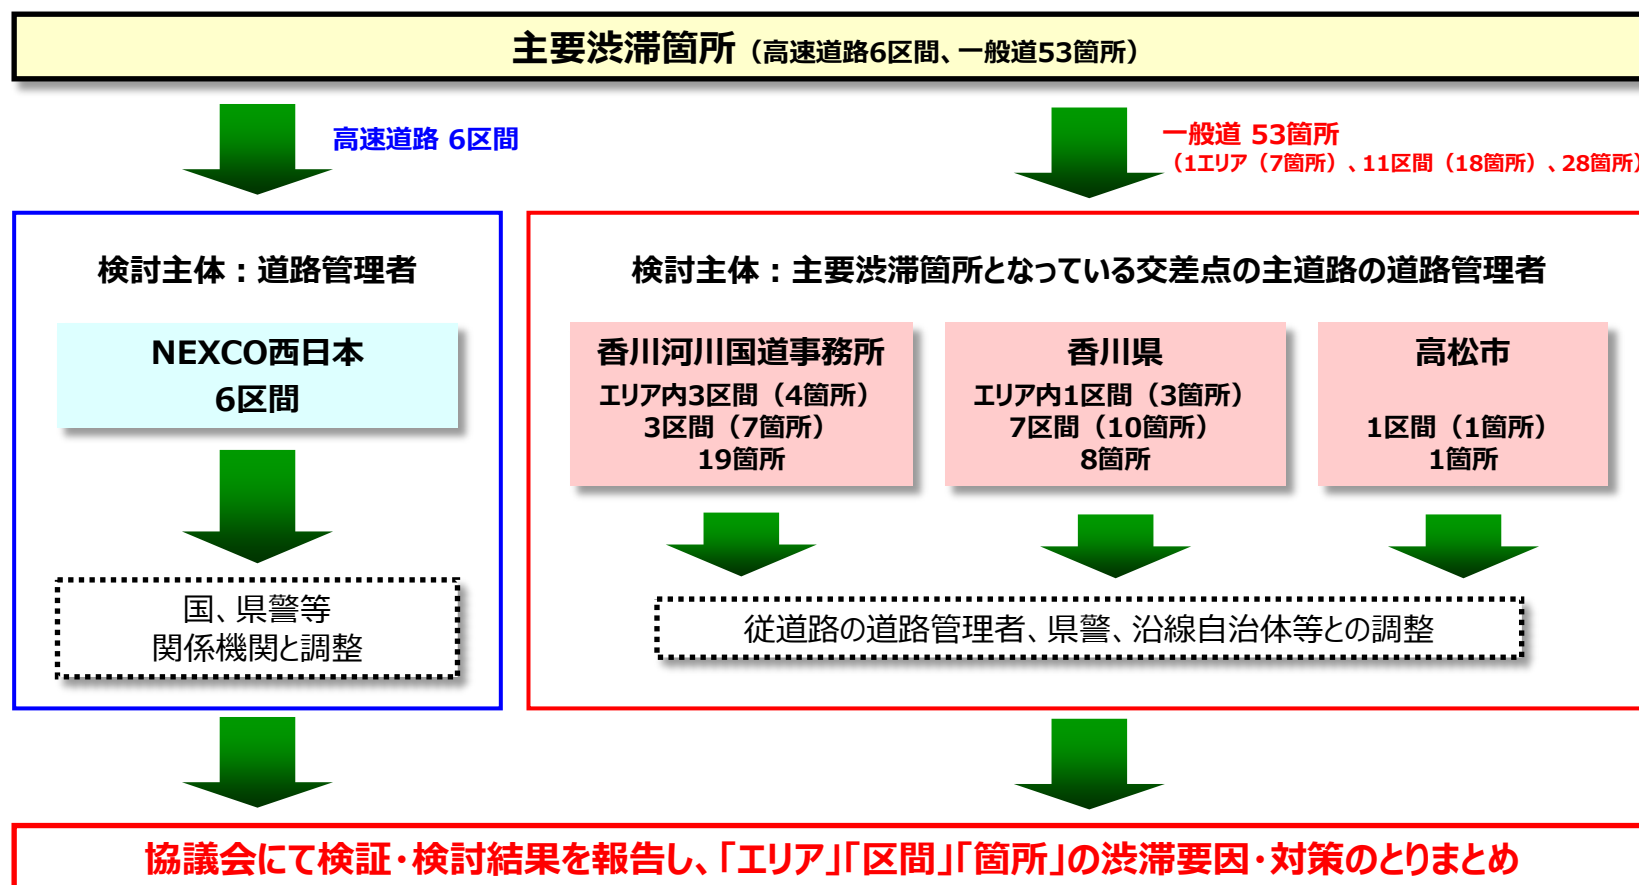 主要渋滞箇所（高速道路6区間、一般道53箇所）
高速道路 6区間
一般道 53箇所
（1エリア（7箇所）、11区間（18箇所）、28箇所）
検討主体：道路管理者
NEXCO西日本
6区間
国、県警等
関係機関と調整
検討主体：主要渋滞箇所となっている交差点の主道路の道路管理者
香川河川国道事務所
エリア内3区間（4箇所）
3区間（7箇所）
19箇所
香川県
エリア内1区間（3箇所）
7区間（10箇所）
8箇所
高松市
1区間（1箇所）
1箇所
従道路の道路管理者、県警、沿線自治体等との調整
協議会にて検証・検討結果を報告し、「エリア」「区間」「箇所」の渋滞要因・対策のとりまとめ